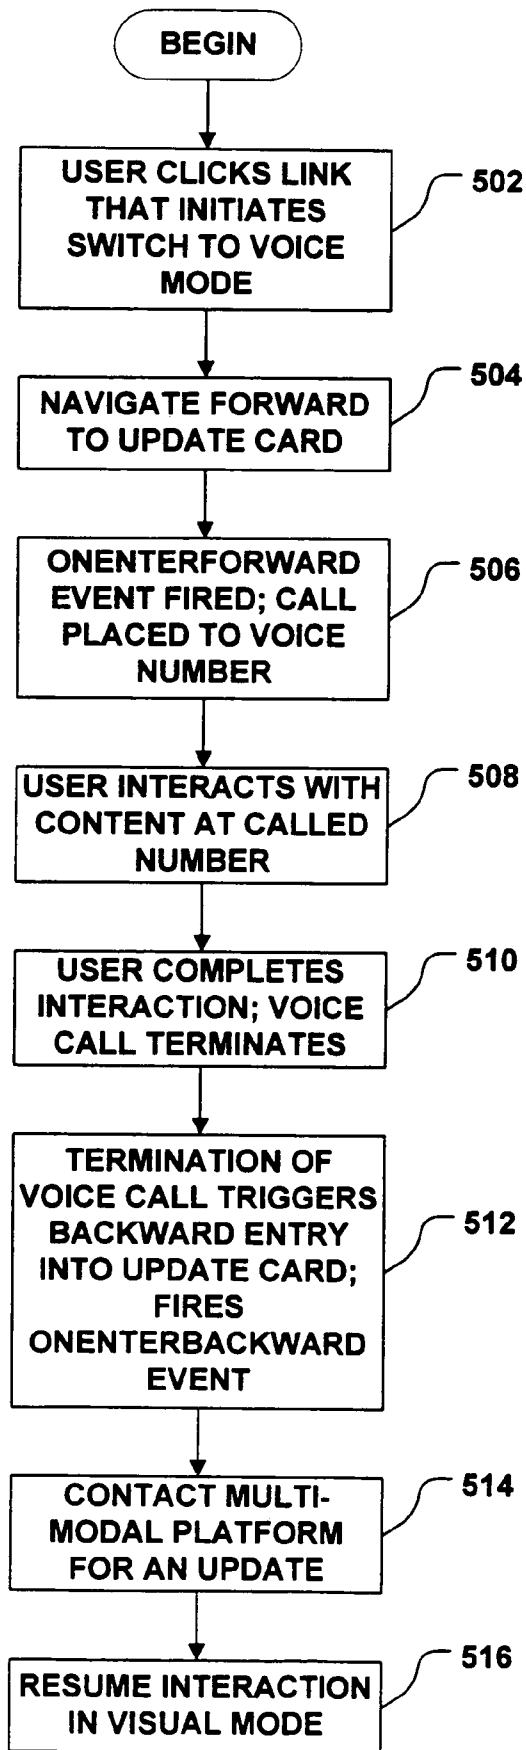 BEGIN
USER CLICKS LINK
THAT INITIATES
SWITCH TO VOICE
MODE
502
NAVIGATE FORWARD
TO UPDATE CARD
504
ONENTERFORWARD
EVENT FIRED; CALL
PLACED TO VOICE
NUMBER
506
USER INTERACTS WITH
CONTENT AT CALLED
NUMBER
508
USER COMPLETES
INTERACTION; VOICE
CALL TERMINATES
510
TERMINATION OF
VOICE CALL TRIGGERS
BACKWARD ENTRY
INTO UPDATE CARD;
FIRES
ONENTERBACKWARD
EVENT
512
CONTACT MULTI-
MODAL PLATFORM
FOR AN UPDATE
514
RESUME INTERACTION
IN VISUAL MODE
516